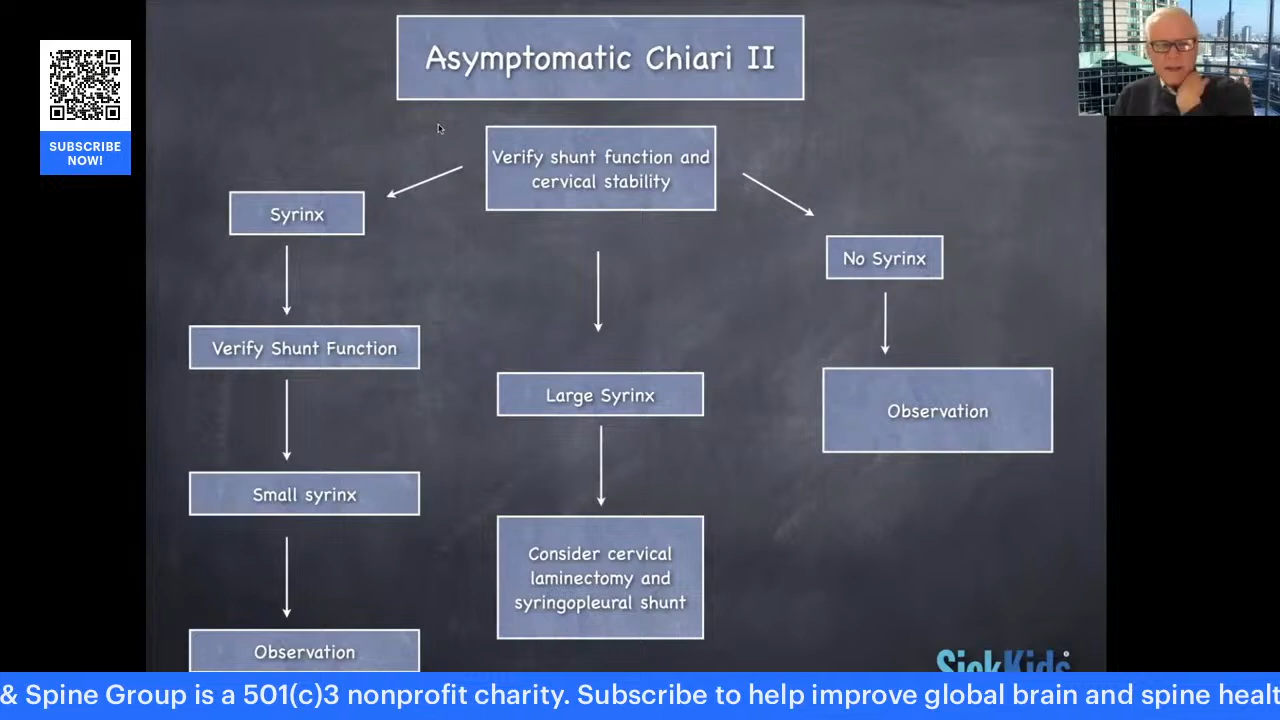 Asymptomatic Chiari II
SUBSCRIBE
NOW!
Verify shunt function and
cervical stability
Syrinx
No Syrinx
Verify Shunt Function
Large Syrinx
Observation
Small syrinx
Consider cervical
laminectomy and
syringopleural shunt
Observation
SickKids
& Spine Group is a 501(c)3 nonprofit charity. Subscribe to help improve global brain and spine healt